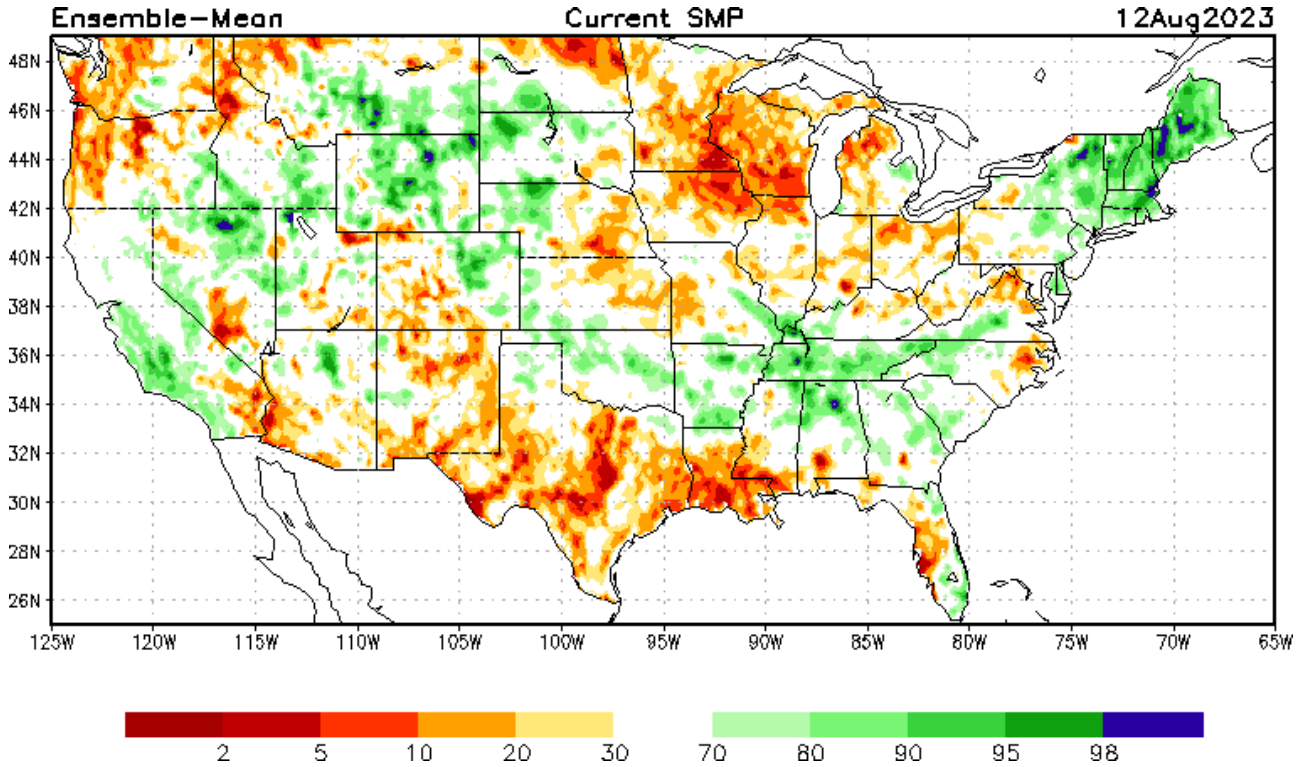 Ensemble-Mean Current SMP 12Aug2023
48N
46N
44N
42N
40N
38N
36N
34N
32N
30N
28N
26N
125W 120W 115W 110W 105W 100W 95W 90W 85W 80W 75W 70W 65W
2 5 10 20 30 70 80 90 95 98